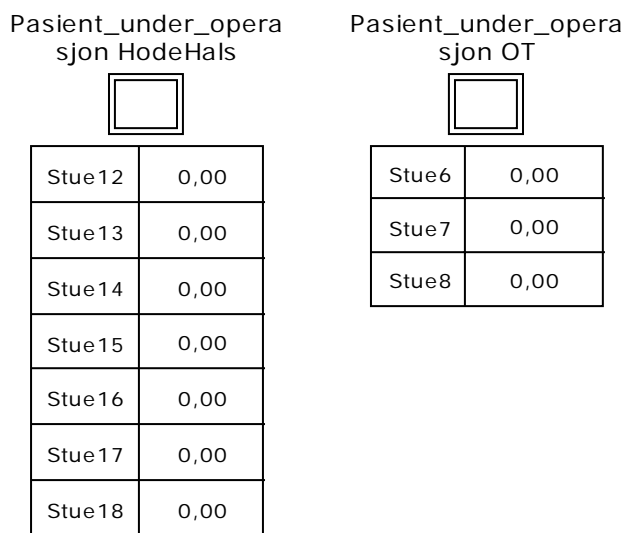 Pasient_under_opera
sjon HodeHals
Stue12 0,00
Stue13 0,00
Stue14 0,00
Stue15 0,00
Stue16 0,00
Stue17 0,00
Stue18 0,00
Pasient_under_opera
sjon OT
Stue6 0,00
Stue7 0,00
Stue8 0,00